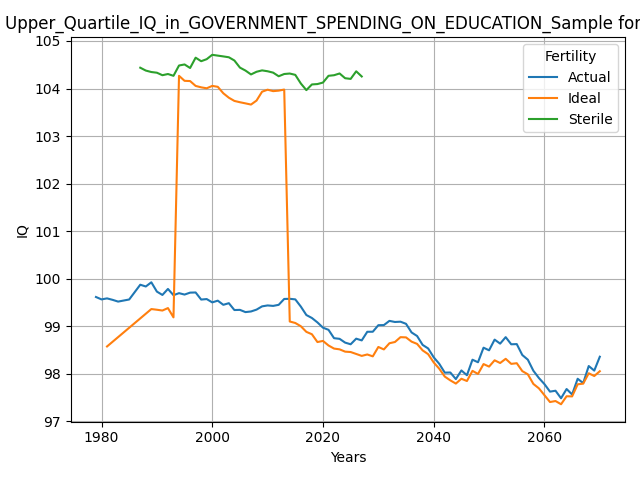 Upper_Quartile_IQ_in_GOVERNMENT_SPENDING_ON_EDUCATION_Sample for
105
104
103
102
101
100
99
98
97
IQ
Fertility
Actual
Ideal
Sterile
1980
2000
2020
2040
2060
Years